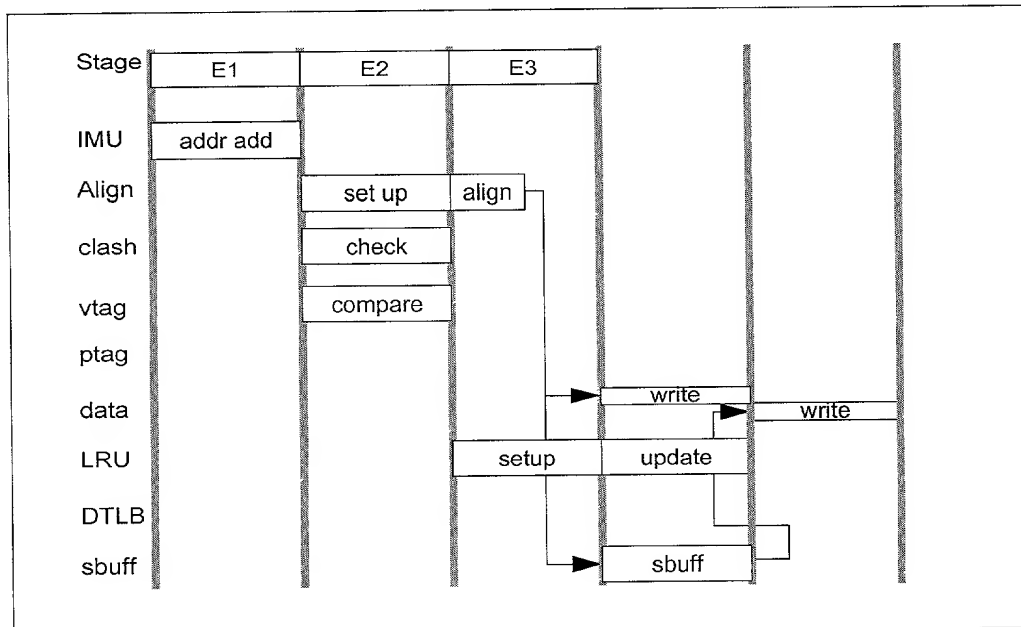 Stage E1 E2 E3
IMU addr add
Align set up align
clash check
vtag compare
ptag
write
data write
LRU setup update
DTLB
sbuff sbuff